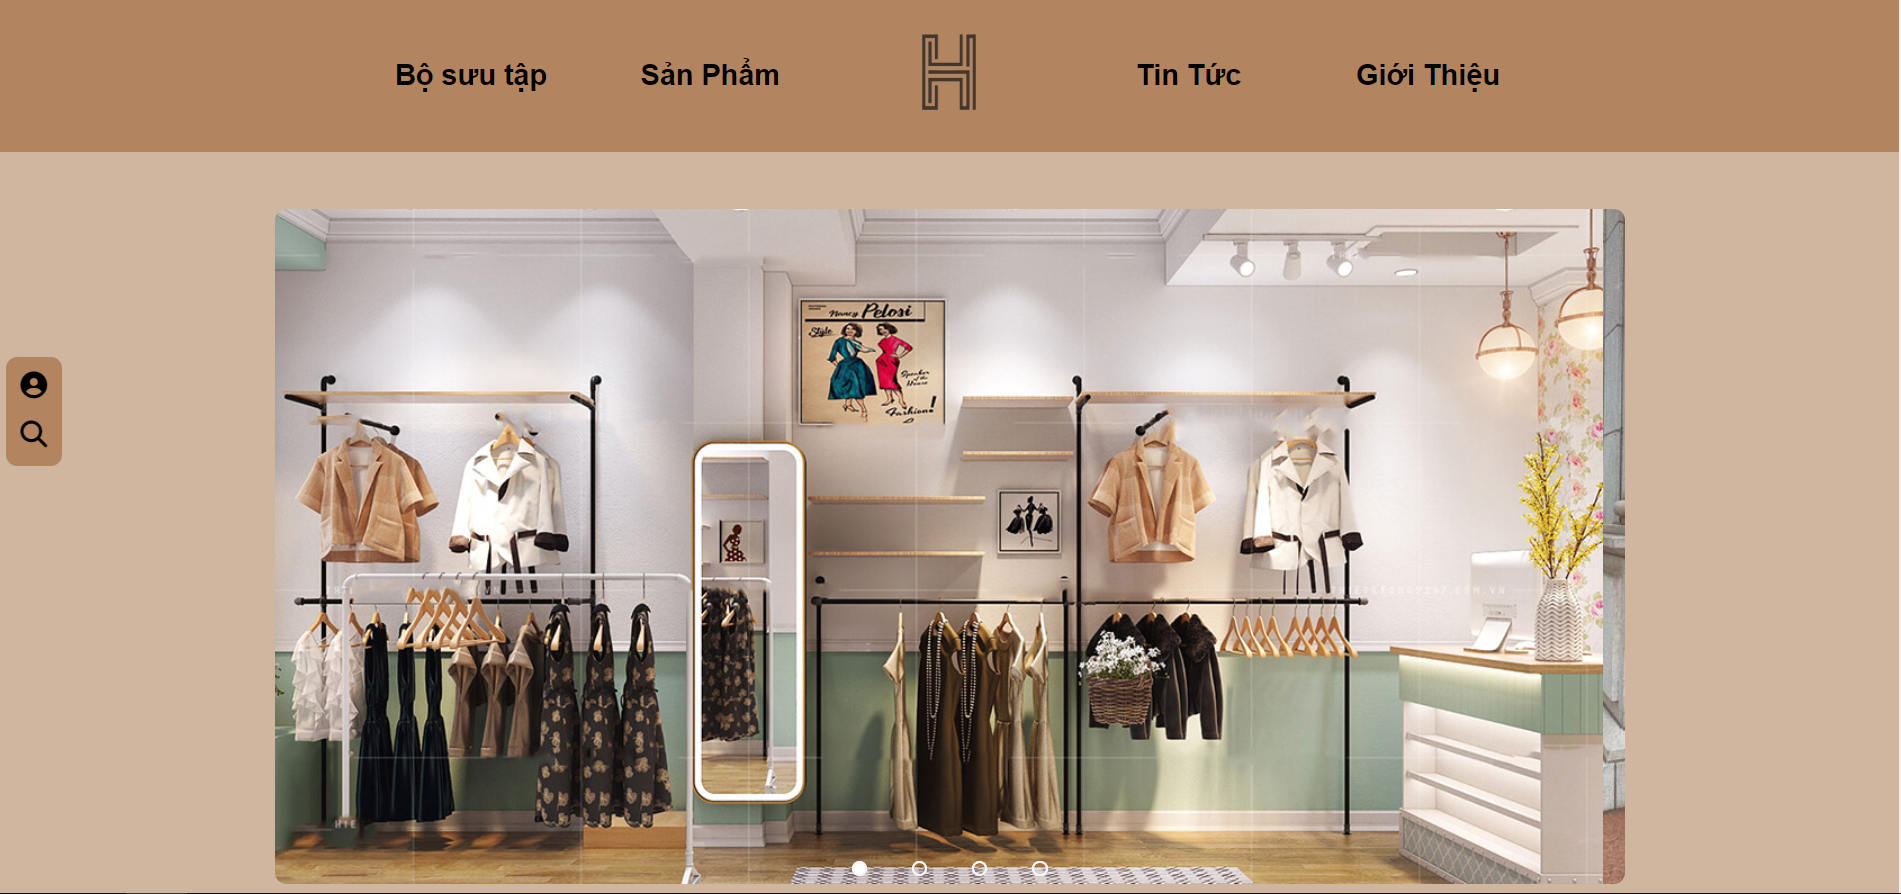 Bộ sưu tập
Sản Phẩm
H
Tin Tức
Giới Thiệu
Nancy Pelosi
Style
Speaker
of the
House
Fashion!